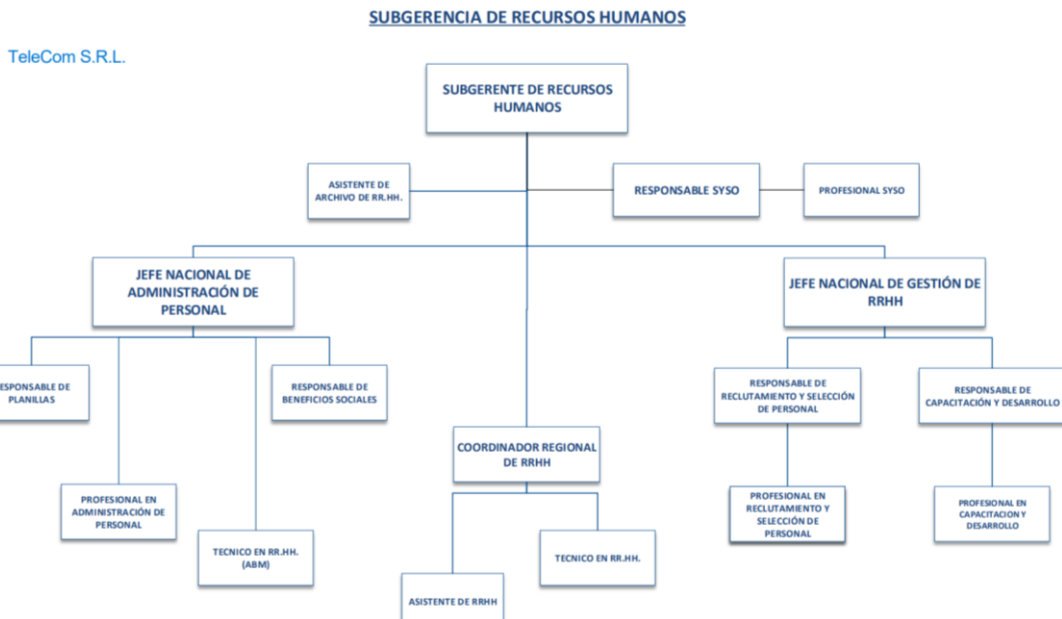 SUBGERENCIA DE RECURSOS HUMANOS
TeleCom S.R.L.
SUBGERENTE DE RECURSOS
HUMANOS
ASISTENTE DE
ARCHIVO DE RR.HH.
RESPONSABLE SYSO
PROFESIONAL SYSO
JEFE NACIONAL DE
ADMINISTRACIÓN DE
PERSONAL
JEFE NACIONAL DE GESTIÓN DE
RRHH
ESPONSABLE DE
PLANILLAS
RESPONSABLE DE
BENEFICIOS SOCIALES
RESPONSABLE DE
RECLUTAMIENTO Y SELECCIÓN
DE PERSONAL
RESPONSABLE DE
CAPACITACIÓN Y DESARROLLO
COORDINADOR REGIONAL
DE RRHH
PROFESIONAL EN
ADMINISTRACIÓN DE
PERSONAL
TECNICO EN RR.HH.
(ABM)
TECNICO EN RR.HH.
ASISTENTE DE RRHH
PROFESIONAL EN
RECLUTAMIENTO Y
SELECCIÓN DE
PERSONAL
PROFESIONAL EN
CAPACITACION Y
DESARROLLO